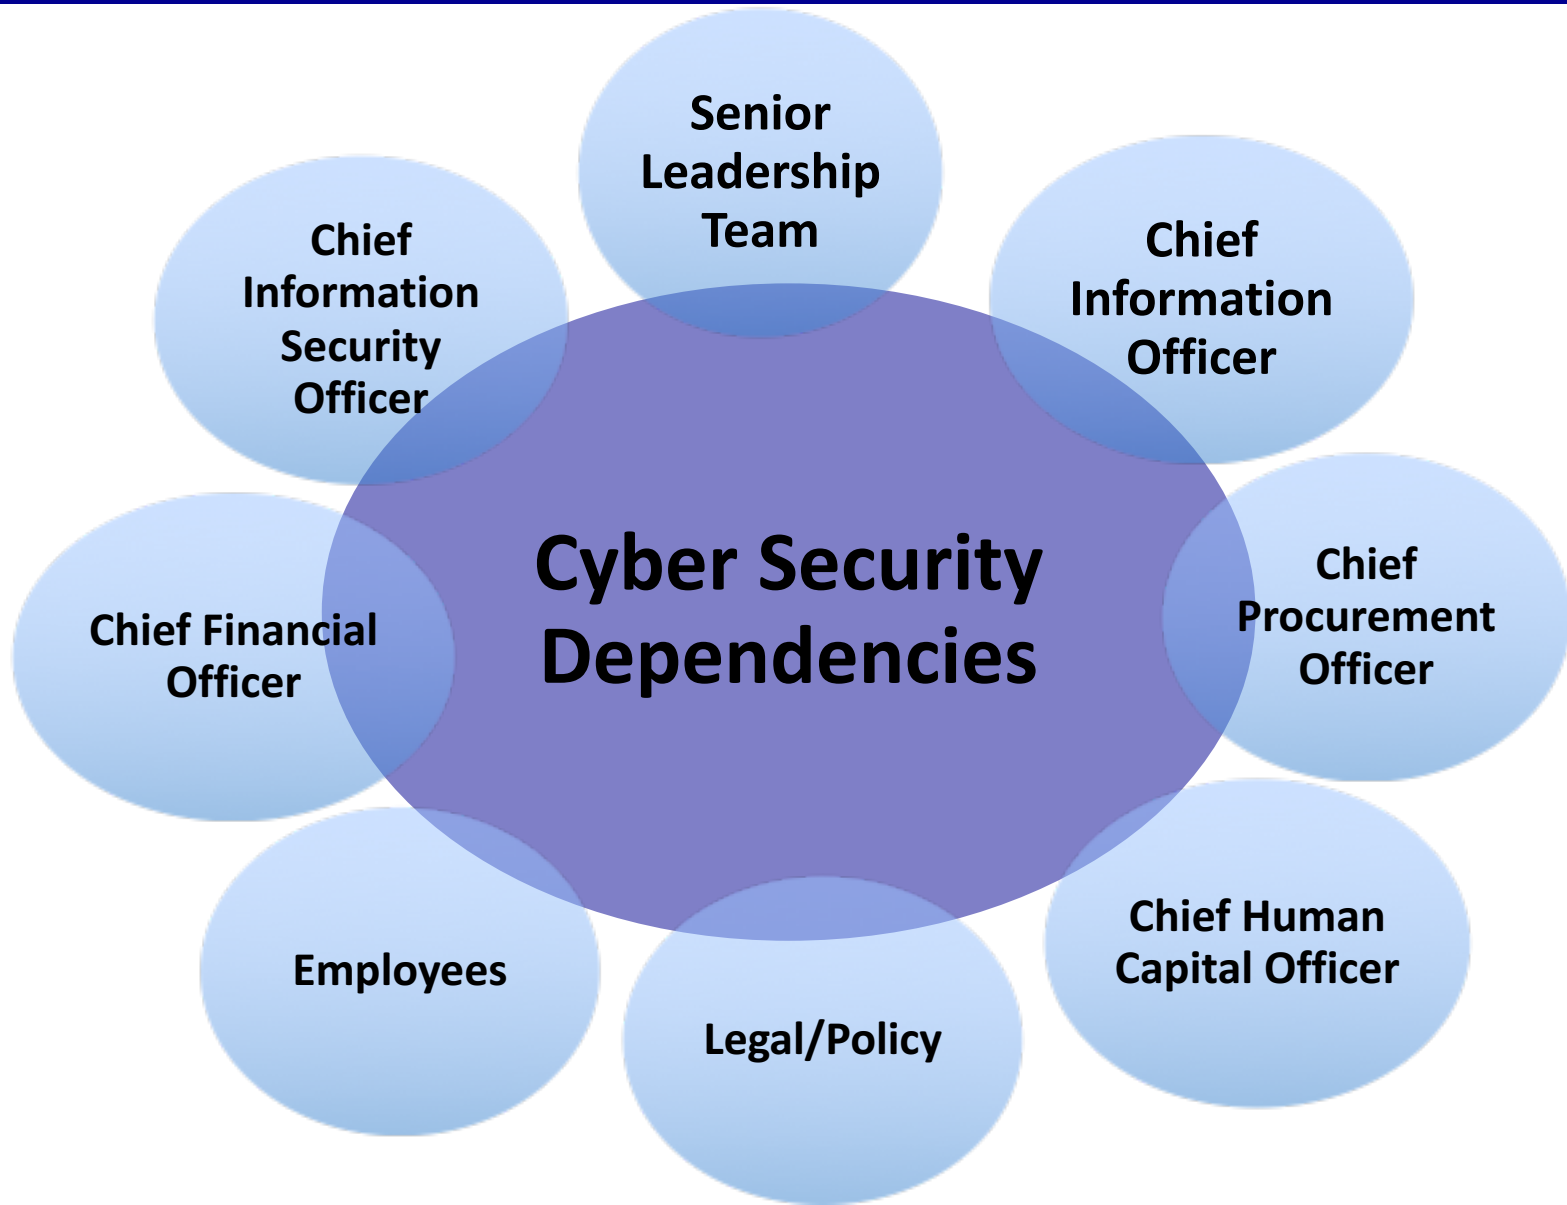 Senior
Leadership
Team
Chief
Information
Officer
Chief
Procurement
Officer
Chief Human
Capital Officer
Legal/Policy
Employees
Chief Financial
Officer
Chief
Information
Security
Officer
Cyber Security
Dependencies